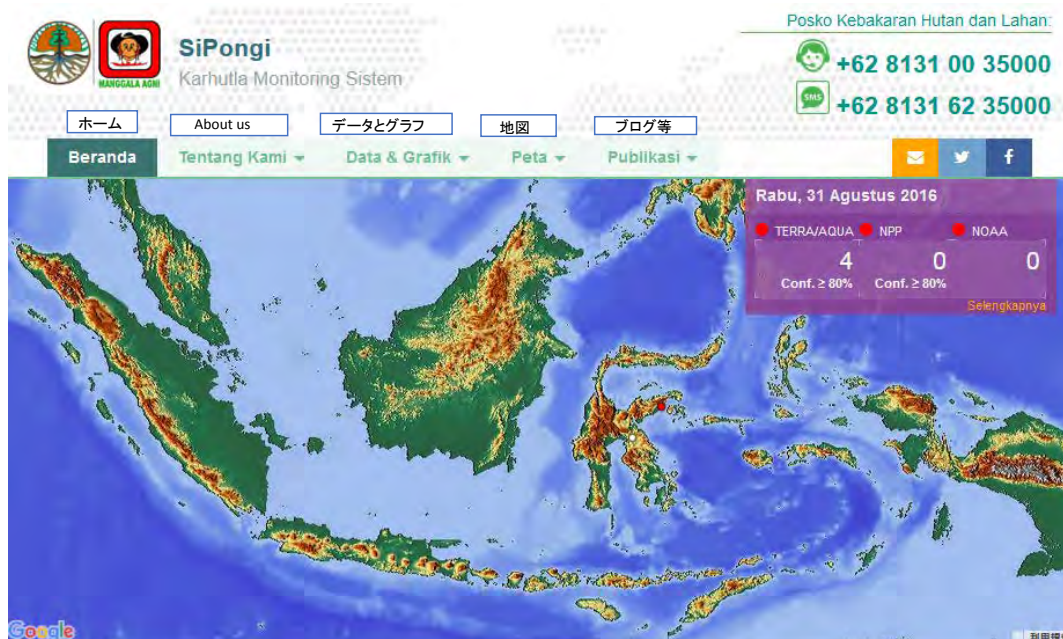 Posko Kebakaran Hutan dan Lahan:
SiPongi
Karhutla Monitoring Sistem
MANGGALA AGNI
+62 8131 00 35000
SMS
+62 8131 62 35000
ホーム About us データとグラフ 地図 ブログ等
Beranda Tentang Kami Data & Grafik Peta Publikasi
Rabu, 31 Agustus 2016
TERRA/AQUA NPP NOAA
4 0 0
Conf. ≥ 80% Conf. ≥ 80%
Selengkapnya
Google